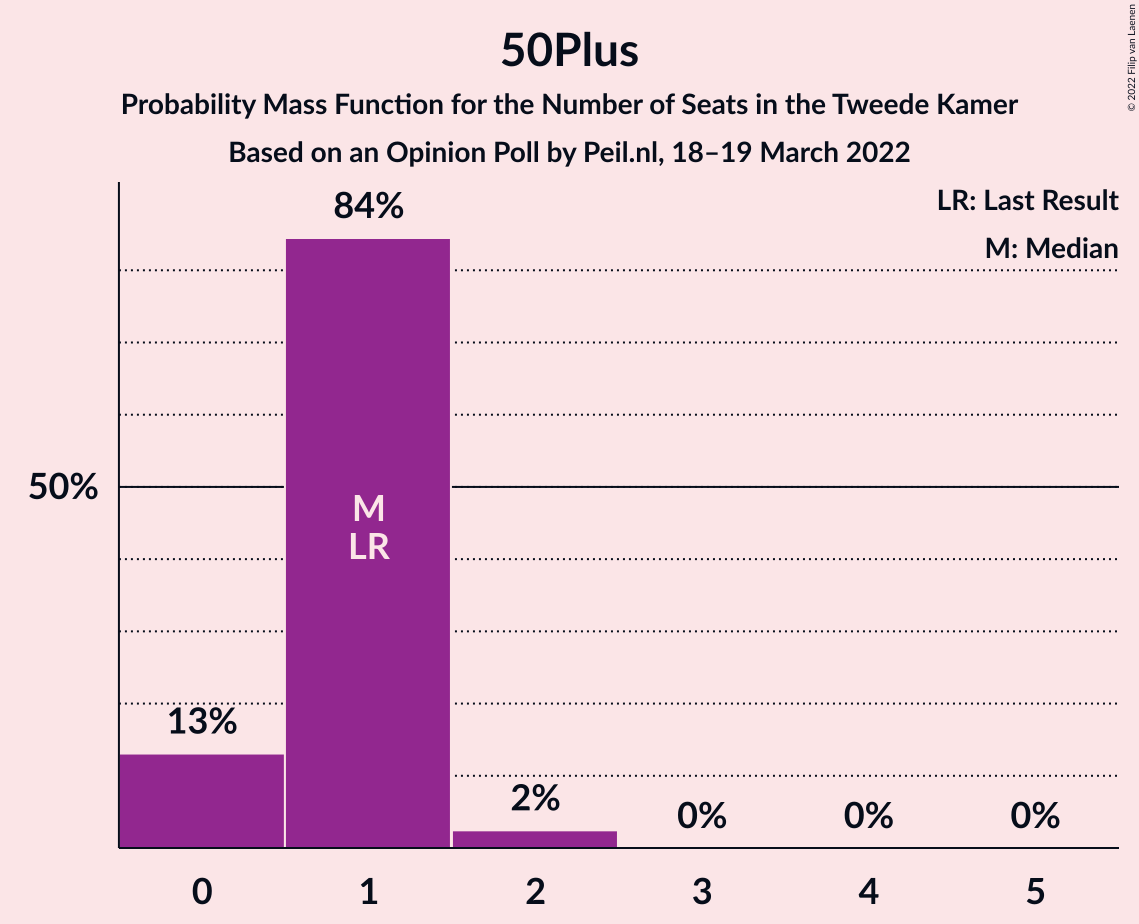 50Plus
Probability Mass Function for the Number of Seats in the Tweede Kamer
Based on an Opinion Poll by Peil.nl, 18–19 March 2022
© 2022 Filip van Laenen
LR: Last Result
M: Median
84%
50%
M
LR
13%
2%
0%
0%
0%
0
1
2
3
4
5